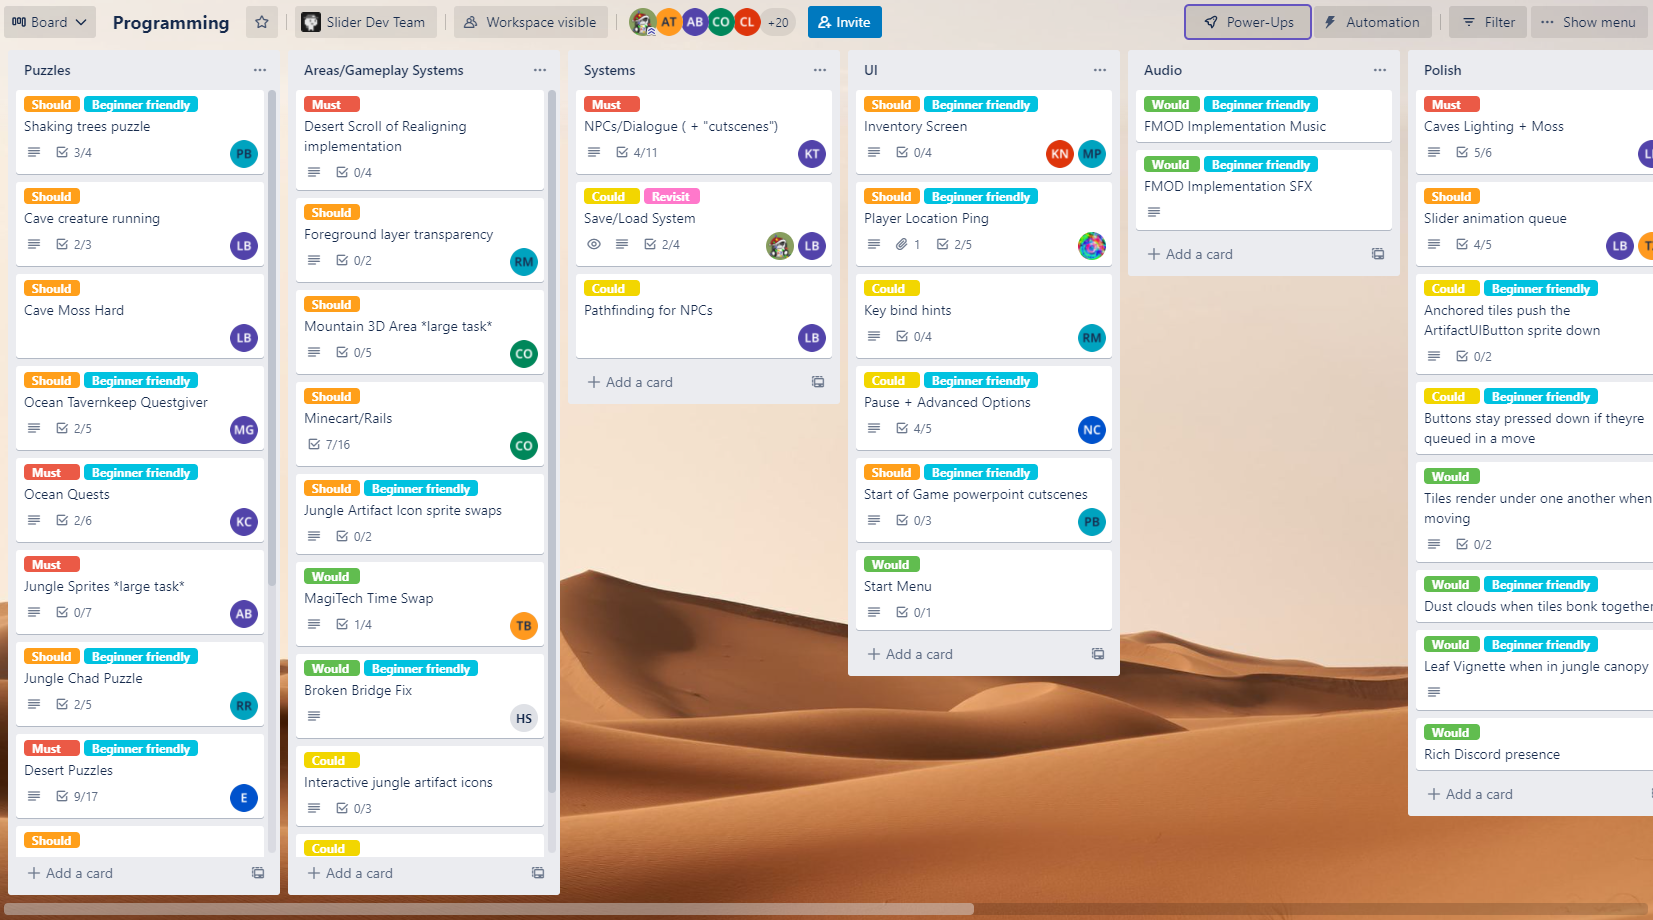 Board
Programming
Slider Dev Team
Workspace visible
AT
AB
CO
CL
+20
Invite
Power-Ups
Automation
Filter
Show menu
Puzzles
Should Beginner friendly
Shaking trees puzzle
3/4
PB
Should
Cave creature running
2/3
LB
Should
Cave Moss Hard
LB
Should Beginner friendly
Ocean Tavernkeep Questgiver
2/5
MG
Must Beginner friendly
Ocean Quests
2/6
KC
Must
Jungle Sprites *large task*
0/7
AB
Should Beginner friendly
Jungle Chad Puzzle
2/5
RR
Must Beginner friendly
Desert Puzzles
9/17
E
Should
Add a card
Areas/Gameplay Systems
Must
Desert Scroll of Realigning
implementation
0/4
Should
Foreground layer transparency
0/2
RM
Should
Mountain 3D Area *large task*
0/5
CO
Should
Minecart/Rails
7/16
CO
Should Beginner friendly
Jungle Artifact Icon sprite swaps
0/2
Would
MagiTech Time Swap
1/4
TB
Would Beginner friendly
Broken Bridge Fix
HS
Could
Interactive jungle artifact icons
0/3
Could
Add a card
Systems
Must
NPCs/Dialogue ( + "cutscenes")
4/11
KT
Could Revisit
Save/Load System
2/4
LB
Could
Pathfinding for NPCs
LB
Add a card
UI
Should Beginner friendly
Inventory Screen
0/4
KN
MP
Should Beginner friendly
Player Location Ping
1
2/5
Could
Key bind hints
0/4
RM
Could Beginner friendly
Pause + Advanced Options
4/5
NC
Should Beginner friendly
Start of Game powerpoint cutscenes
0/3
PB
Would
Start Menu
0/1
Add a card
Audio
Would Beginner friendly
FMOD Implementation Music
Would Beginner friendly
FMOD Implementation SFX
Add a card
Polish
Must
Caves Lighting + Moss
5/6
Should
Slider animation queue
4/5
LB
Could Beginner friendly
Anchored tiles push the
ArtifactUIButton sprite down
0/2
Could Beginner friendly
Buttons stay pressed down if theyre
queued in a move
Would
Tiles render under one another when
moving
0/2
Would Beginner friendly
Dust clouds when tiles bonk together
Would Beginner friendly
Leaf Vignette when in jungle canopy
Would
Rich Discord presence
Add a card